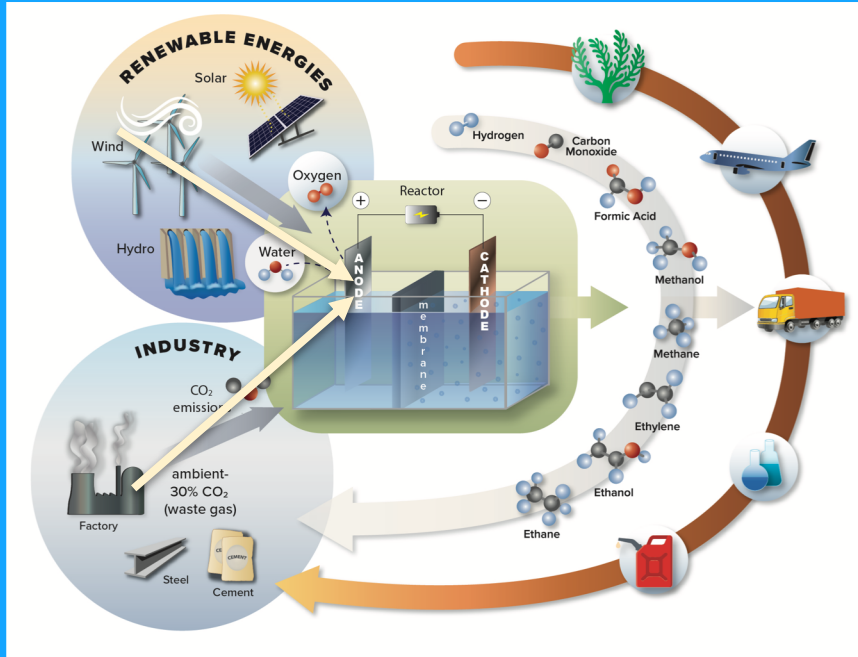 RENEWABLE ENERGIES
Solar
Wind
Hydro
Oxygen
Water
Reactor
+
−
ANODE
CATHODE
membrane
Hydrogen
Carbon
Monoxide
Formic Acid
Methanol
Methane
Ethylene
Ethanol
Ethane
INDUSTRY
CO₂
emissions
ambient-
30% CO₂
(waste gas)
Factory
Steel
CEMENT
Cement